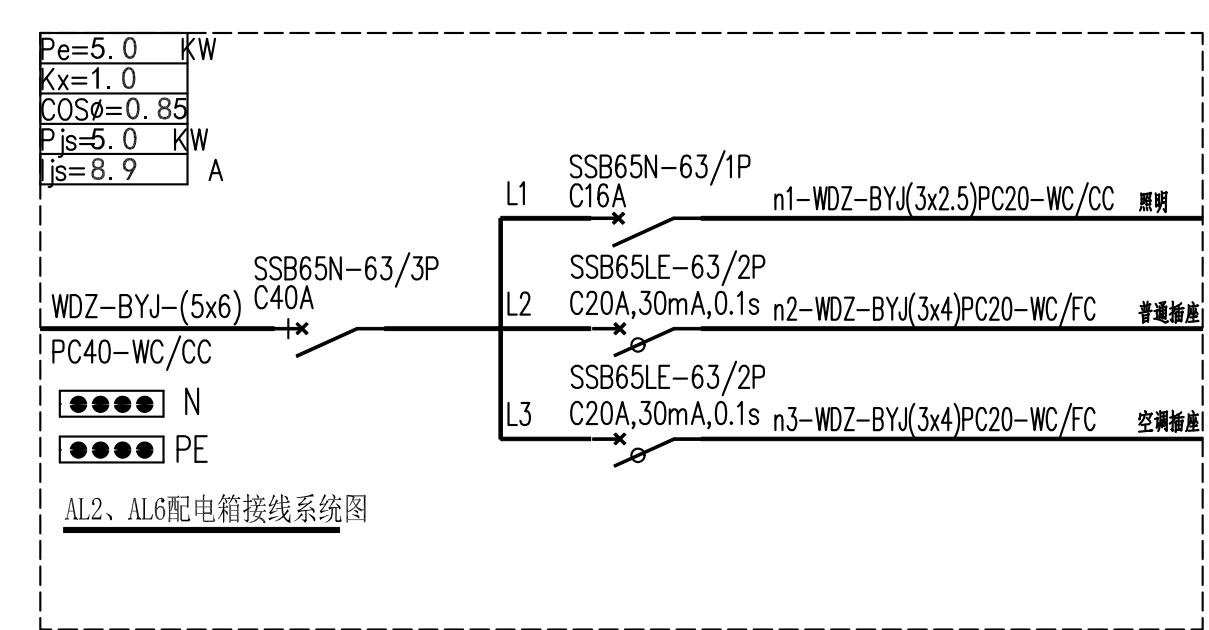 Pe=5.0 KW
Kx=1.0
COSø=0.85
Pjs=5.0 KW
Ijs=8.9 A
L1
SSB65N-63/1P
C16A
n1-WDZ-BYJ(3x2.5)PC20-WC/CC
照明
WDZ-BYJ-(5x6)
PC40-WC/CC
SSB65N-63/3P
C40A
L2
SSB65LE-63/2P
C20A,30mA,0.1s
n2-WDZ-BYJ(3x4)PC20-WC/FC
普通插座
L3
SSB65LE-63/2P
C20A,30mA,0.1s
n3-WDZ-BYJ(3x4)PC20-WC/FC
空调插座
N
PE
AL2、AL6配电箱接线系统图